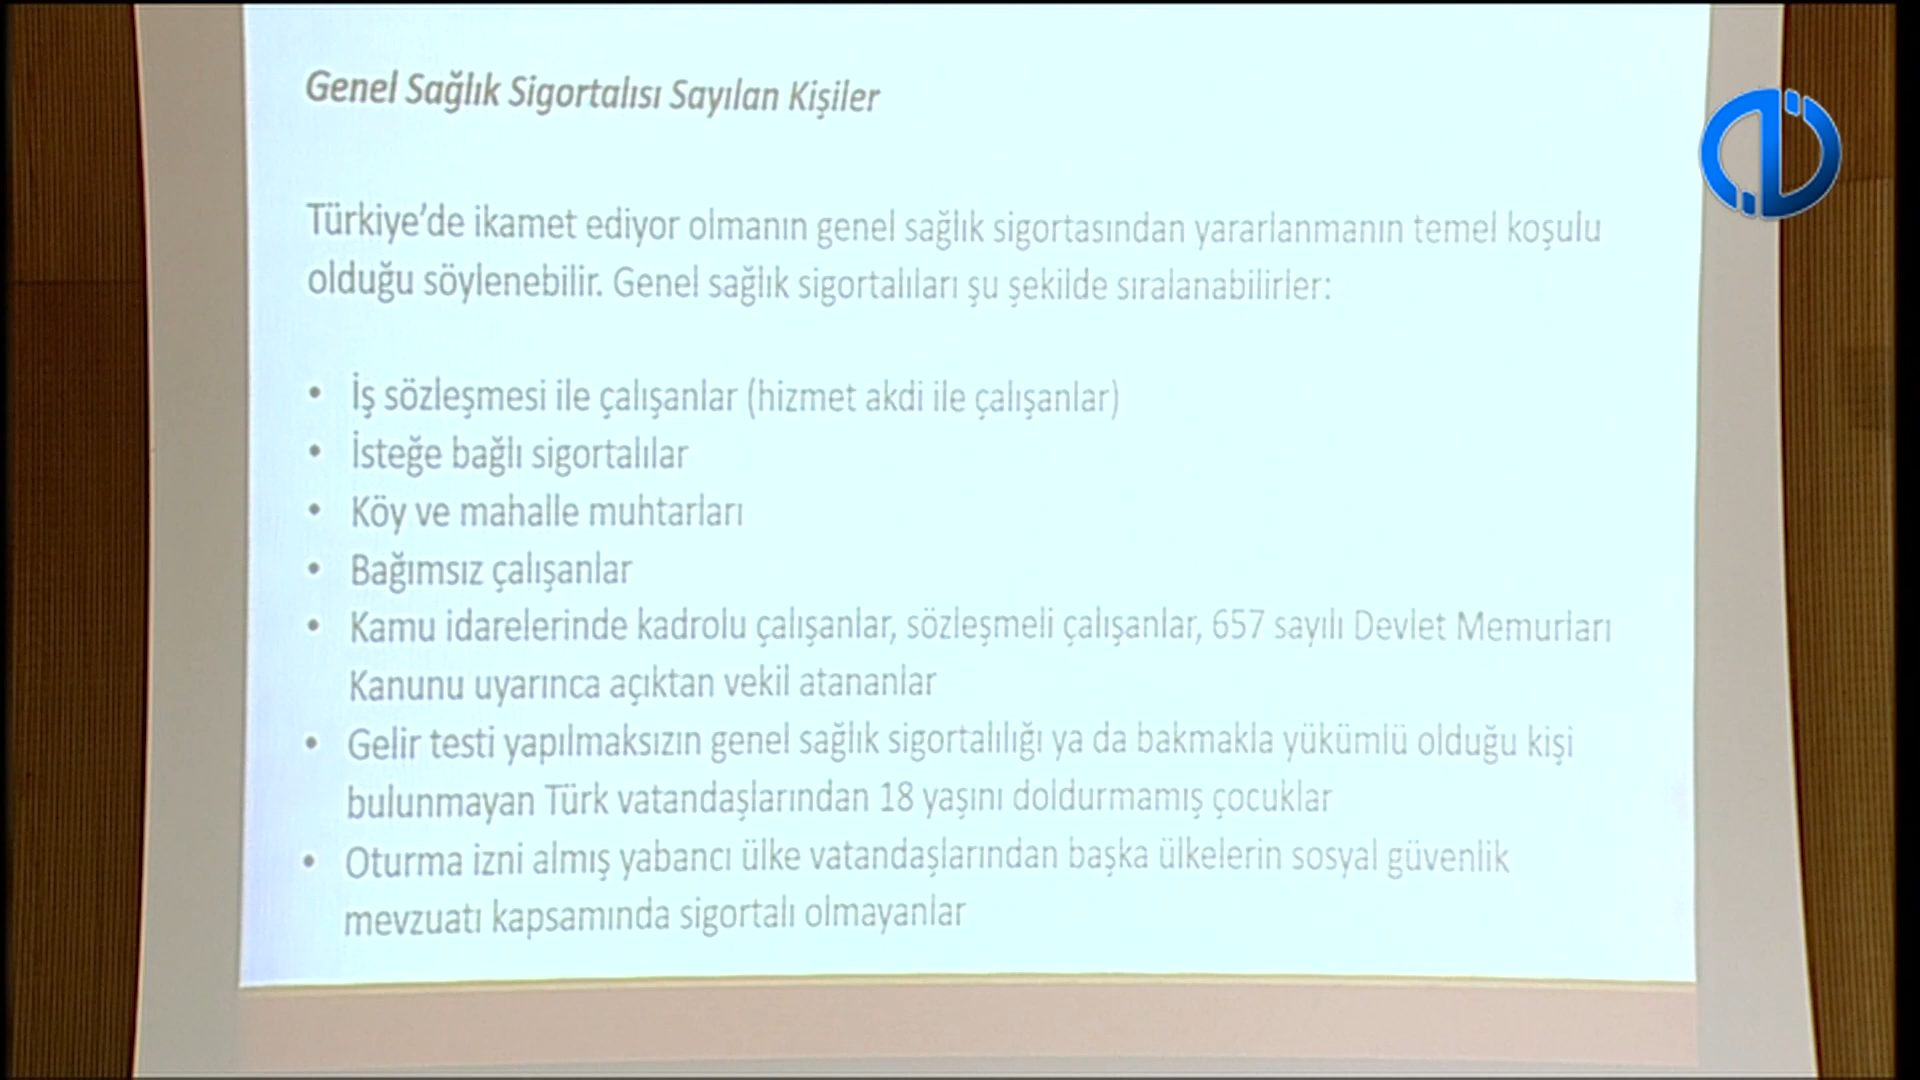 Genel Sağlık Sigortalısı Sayılan Kişiler
Türkiye’de ikamet ediyor olmanın genel sağlık sigortasından yararlanmanın temel koşulu
olduğu söylenebilir. Genel sağlık sigortalıları şu şekilde sıralanabilirler:
• İş sözleşmesi ile çalışanlar (hizmet akdi ile çalışanlar)
• İsteğe bağlı sigortalılar
• Köy ve mahalle muhtarları
• Bağımsız çalışanlar
• Kamu idarelerinde kadrolu çalışanlar, sözleşmeli çalışanlar, 657 sayılı Devlet Memurları
Kanunu uyarınca açıktan vekil atananlar
• Gelir testi yapılmaksızın genel sağlık sigortalılığı ya da bakmakla yükümlü olduğu kişi
bulunmayan Türk vatandaşlarından 18 yaşını doldurmamış çocuklar
• Oturma izni almış yabancı ülke vatandaşlarından başka ülkelerin sosyal güvenlik
mevzuatı kapsamında sigortalı olmayanlar